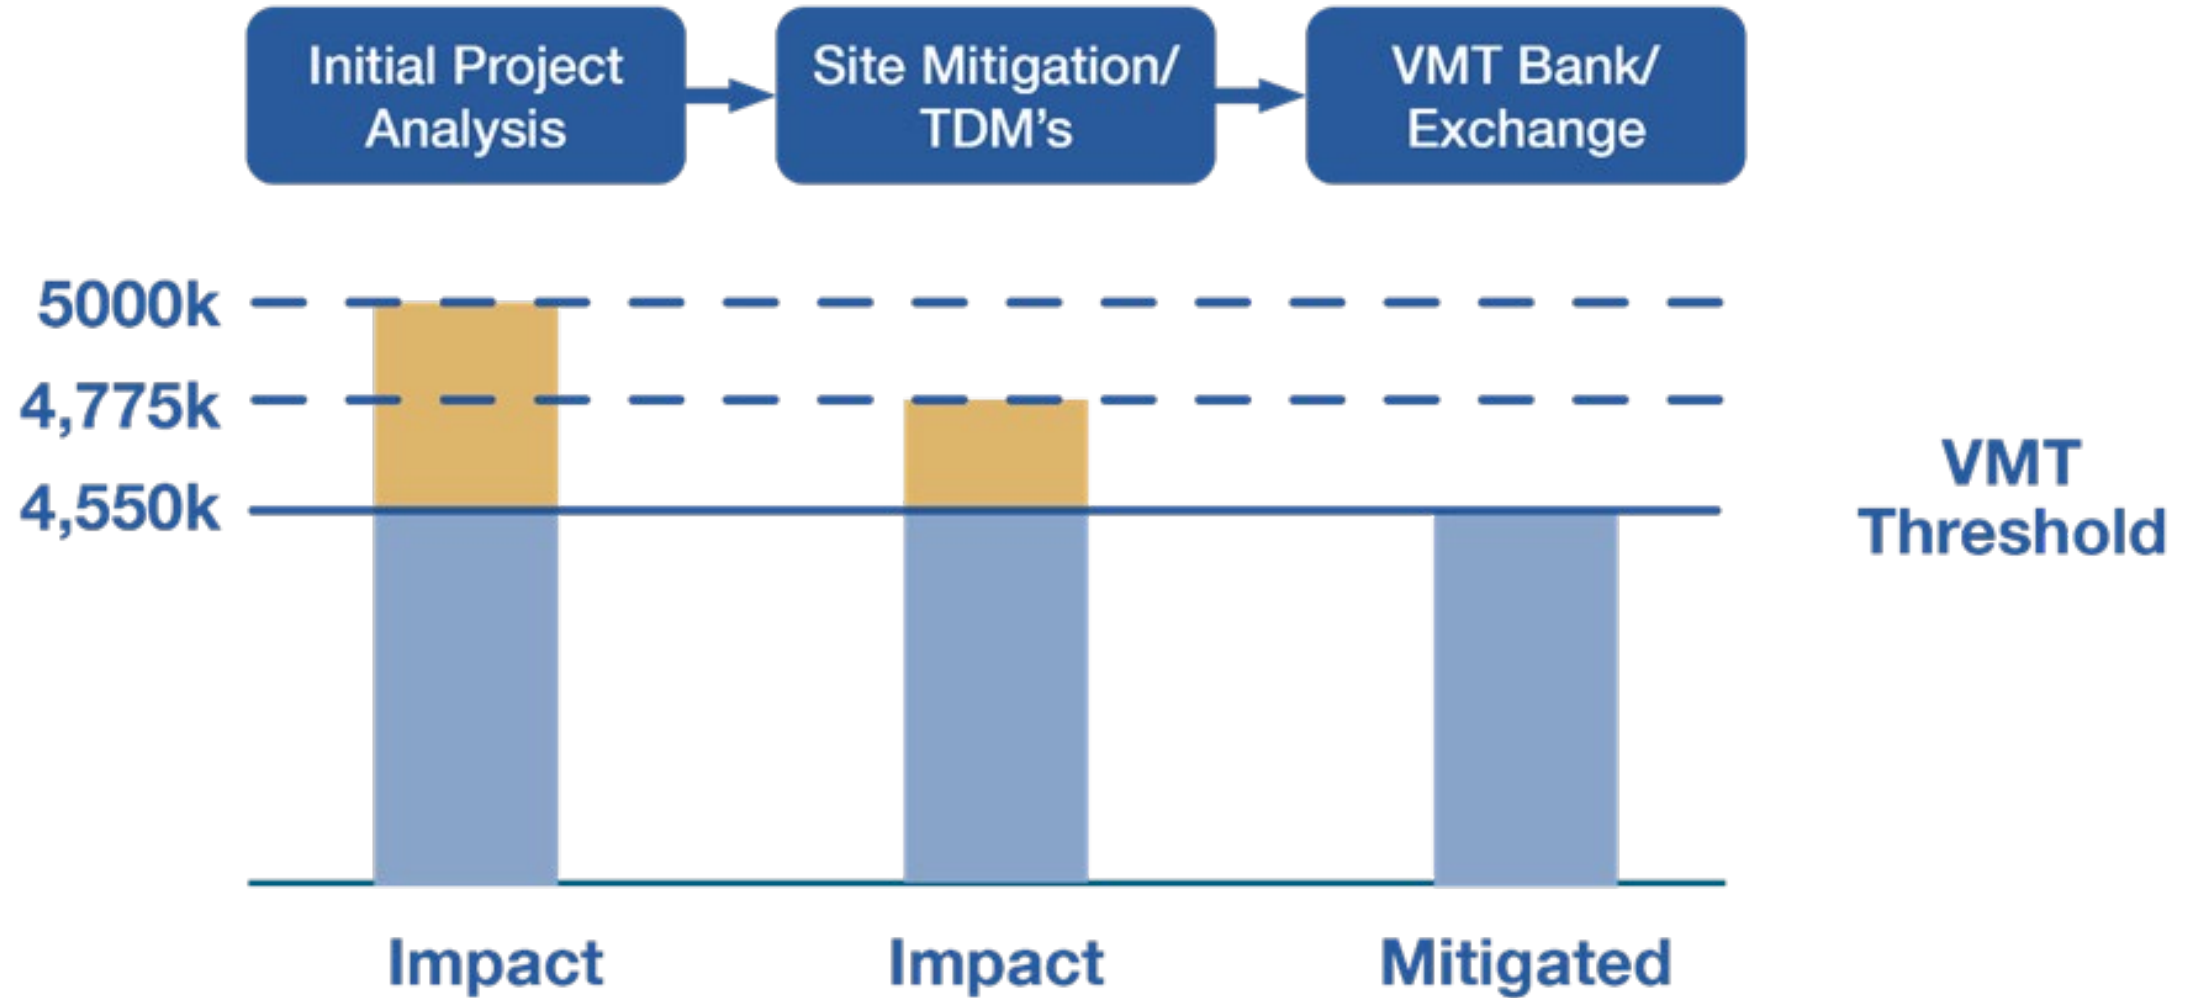 Initial Project
Analysis
Site Mitigation/
TDM's
VMT Bank/
Exchange
5000k
4,775k
4,550k
VMT
Threshold
Impact
Impact
Mitigated